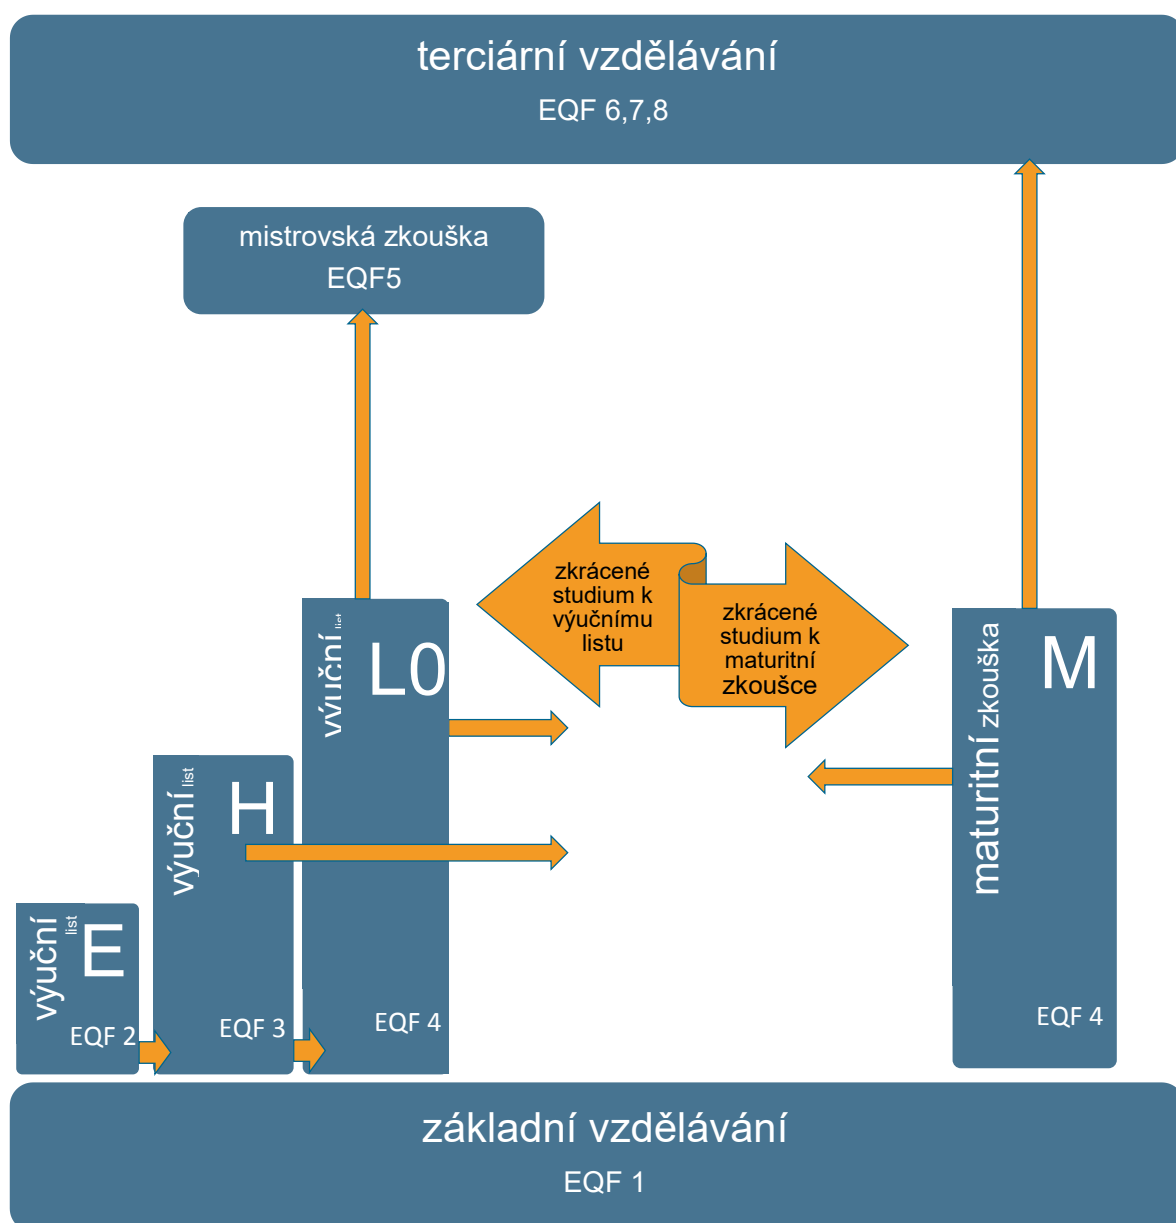 terciární vzdělávání
EQF 6,7,8
mistrovská zkouška
EQF5
zkrácené
studium k
výučnímu
listu
zkrácené
studium k
maturitní
zkoušce
výuční list
L0
EQF 4
maturitní zkouška
M
EQF 4
výuční list
H
EQF 3
výuční list
E
EQF 2
základní vzdělávání
EQF 1